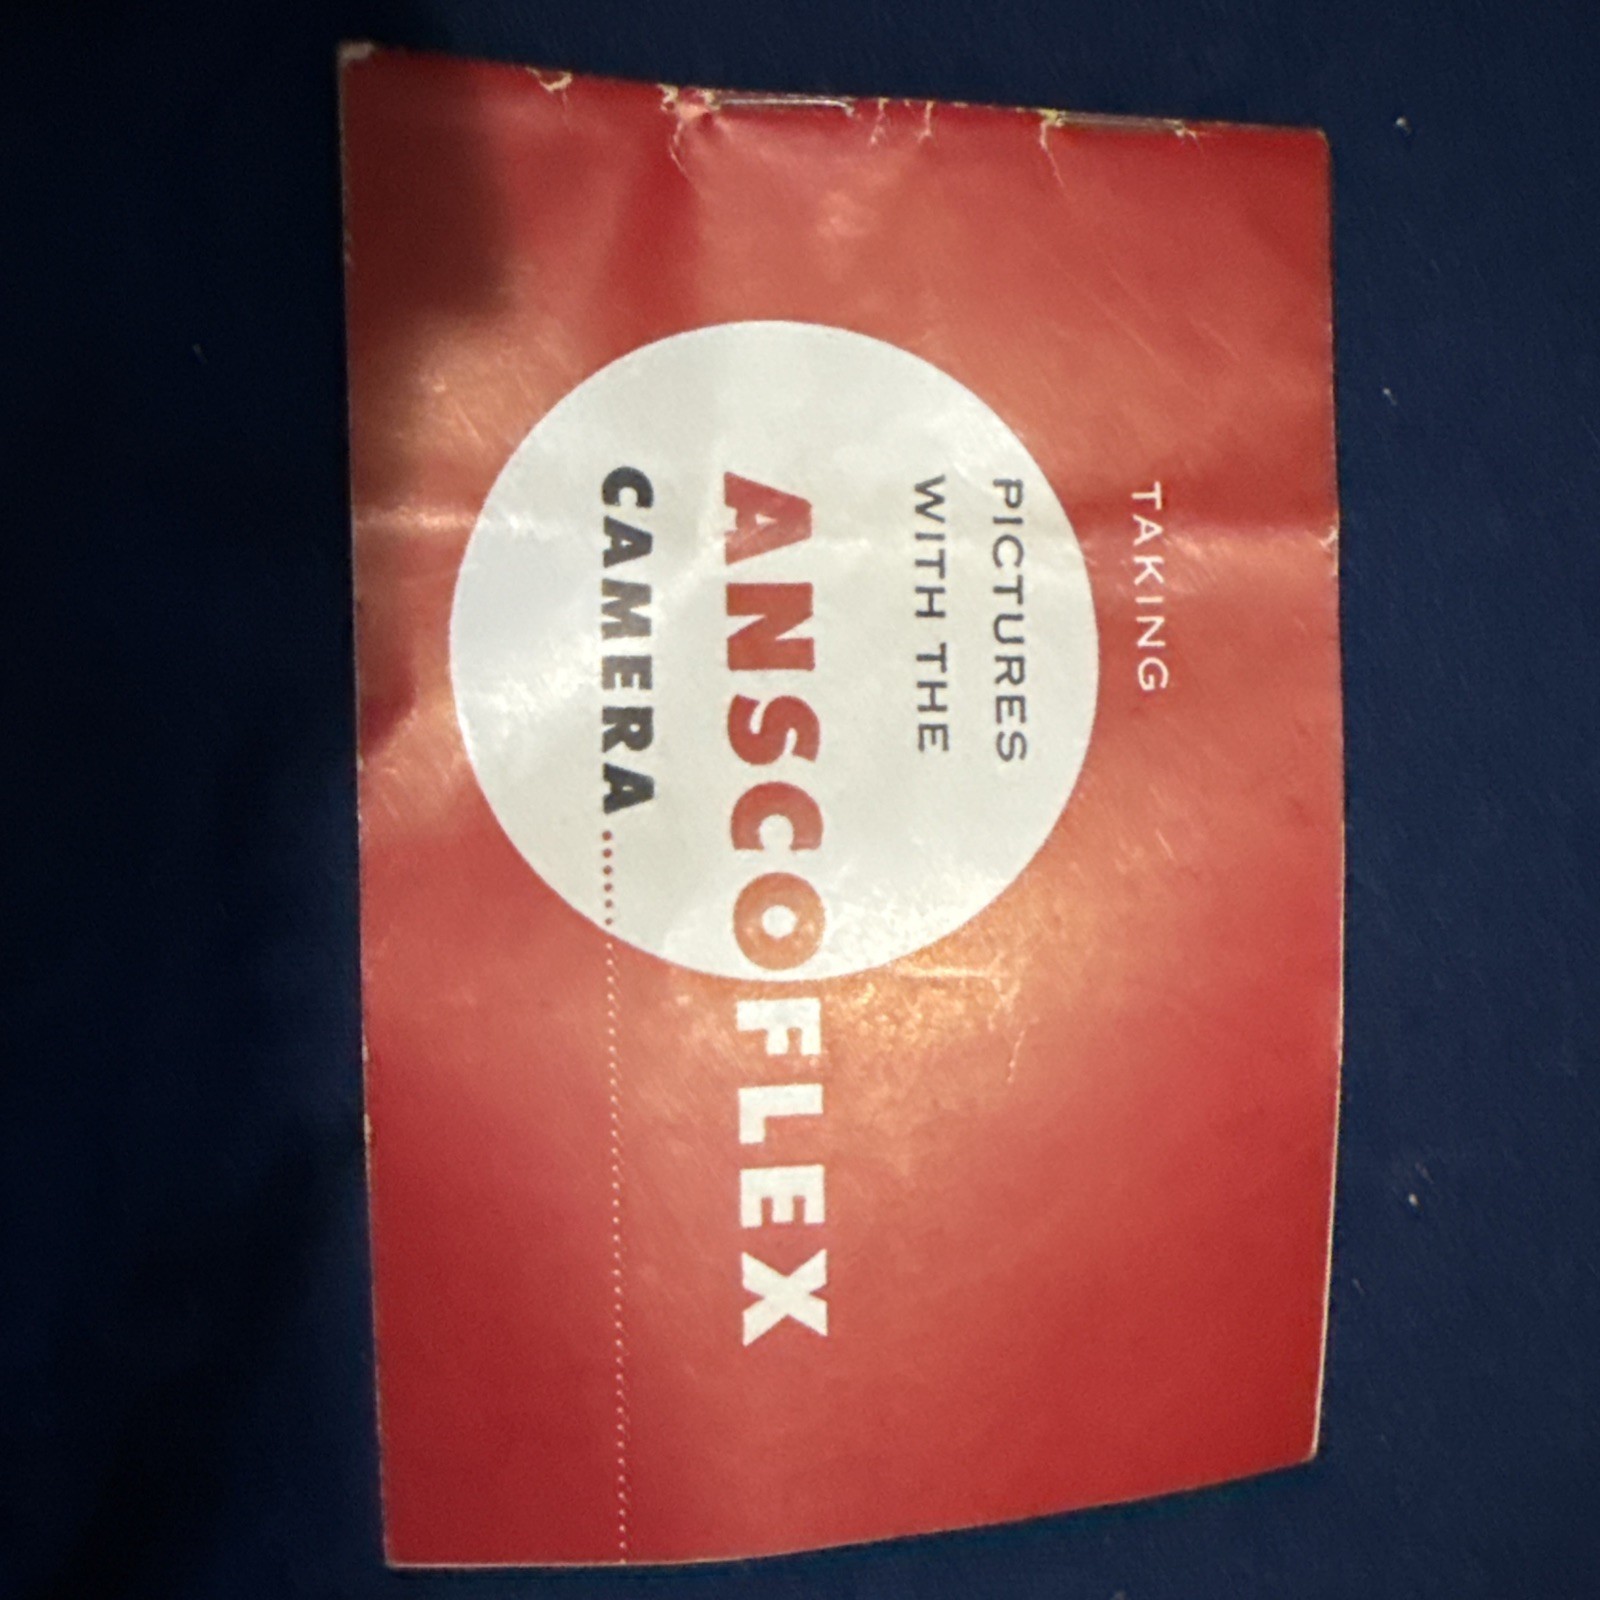 TAKING
PICTURES
WITH THE
ANSCOFLEX
CAMERA